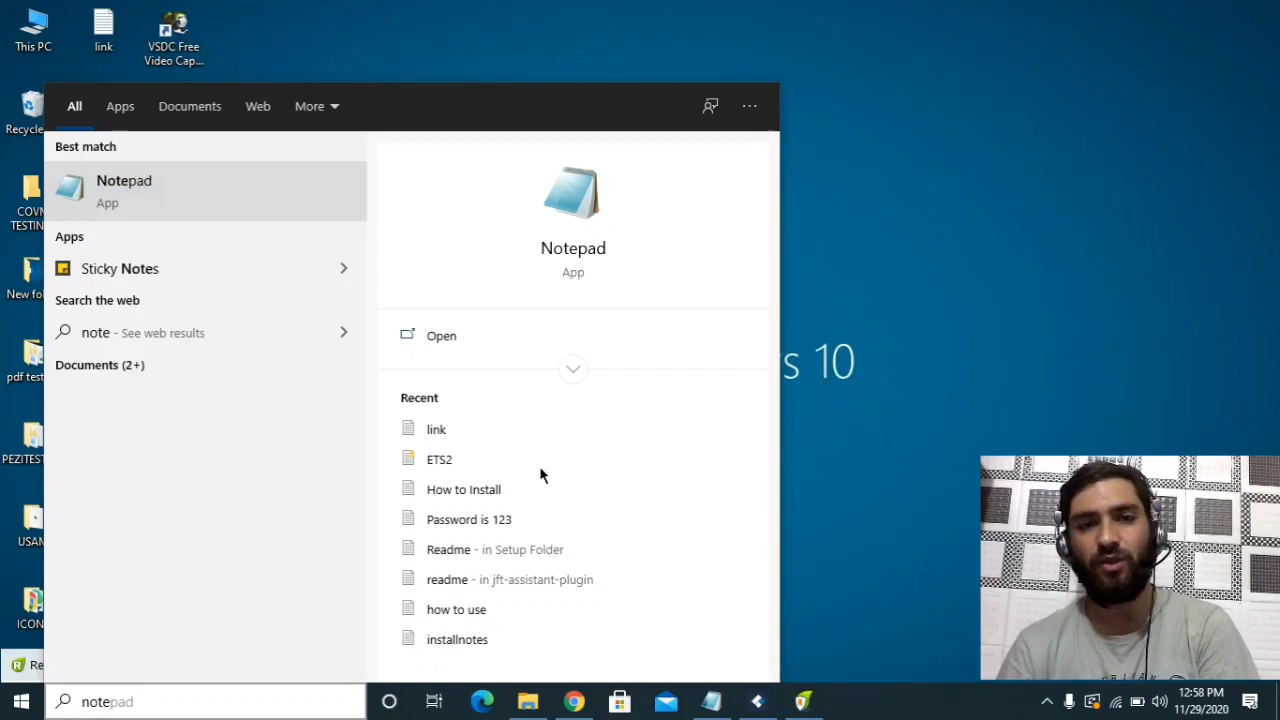 This PC
link
VSDC Free
Video Cap...
All
Apps
Documents
Web
More
Recycle
Best match
Notepad
App
Notepad
App
COVN
TESTIN
Apps
Sticky Notes
New fol
Search the web
note - See web results
Open
s 10
Documents (2+)
pdf test
Recent
link
ETS2
How to Install
Password is 123
Readme - in Setup Folder
readme - in jft-assistant-plugin
how to use
installnotes
PEZITEST
USAN
ICON
Re
notepad
12:58 PM
11/29/2020